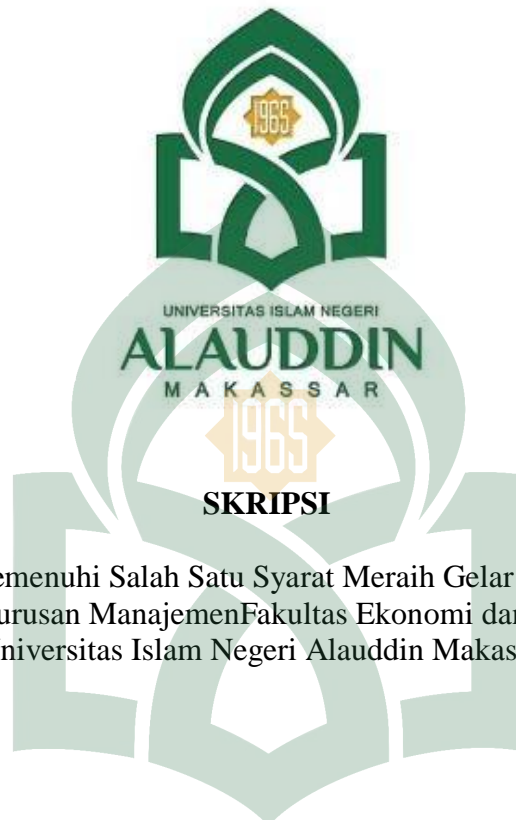 1965
UNIVERSITAS ISLAM NEGERI
ALAUDDIN
MAKASSAR
1965
SKRIPSI
emenuhi Salah Satu Syarat Meraih Gelar
urusan ManajemenFakultas Ekonomi dan
niversitas Islam Negeri Alauddin Makas